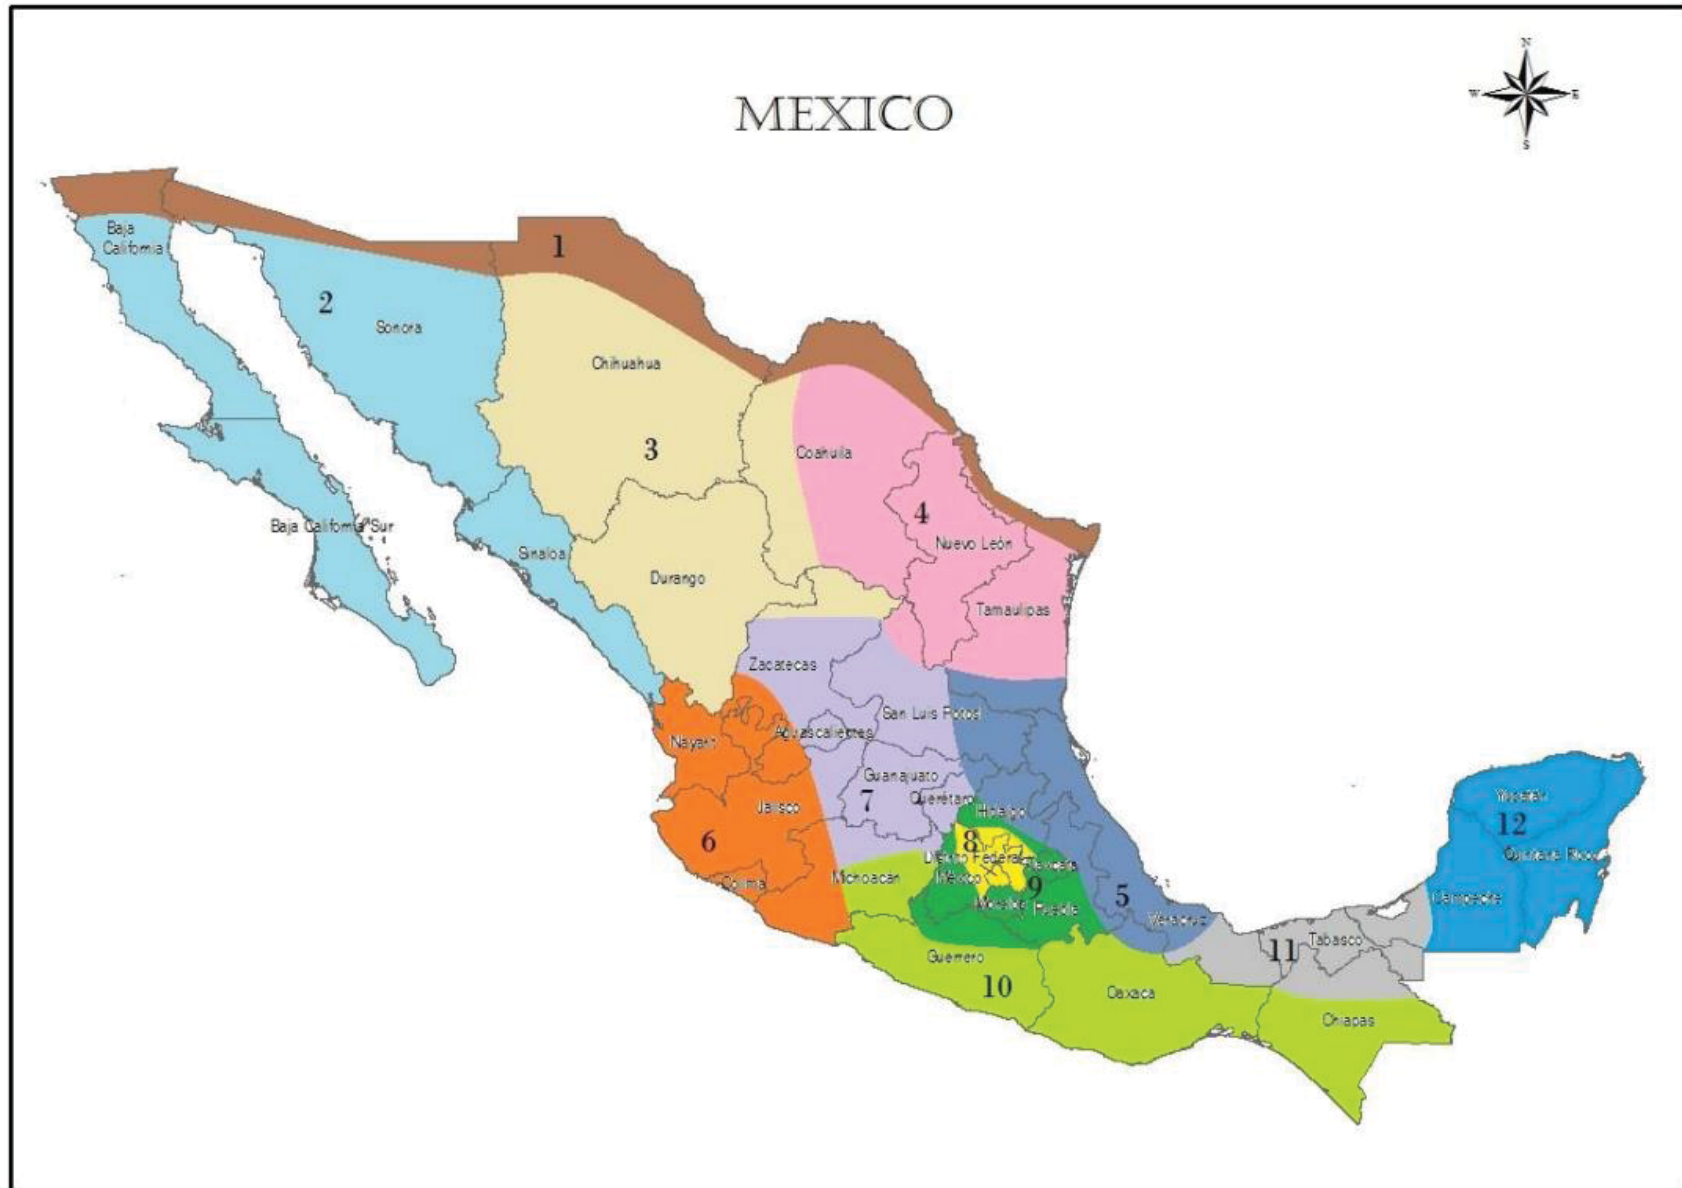 N
W E
S
MEXICO
1
Baja
California
2
Sonora
Chihuahua
3
Coahuila
4
Nuevo León
Baja California Sur
Sinaloa
Durango
Tamaulipas
Zacatecas
San Luis Potosí
Nayarit
Aguascalientes
Guanajuato
Querétaro
7
Jalisco
Hidalgo
Yucatán
12
6
8
Distrito Federal
Tlaxcala
Quintana Roo
Colima
Michoacán
México
9
5
Morelos
Puebla
Veracruz
Campeche
11
Tabasco
Guerrero
10
Oaxaca
Chiapas